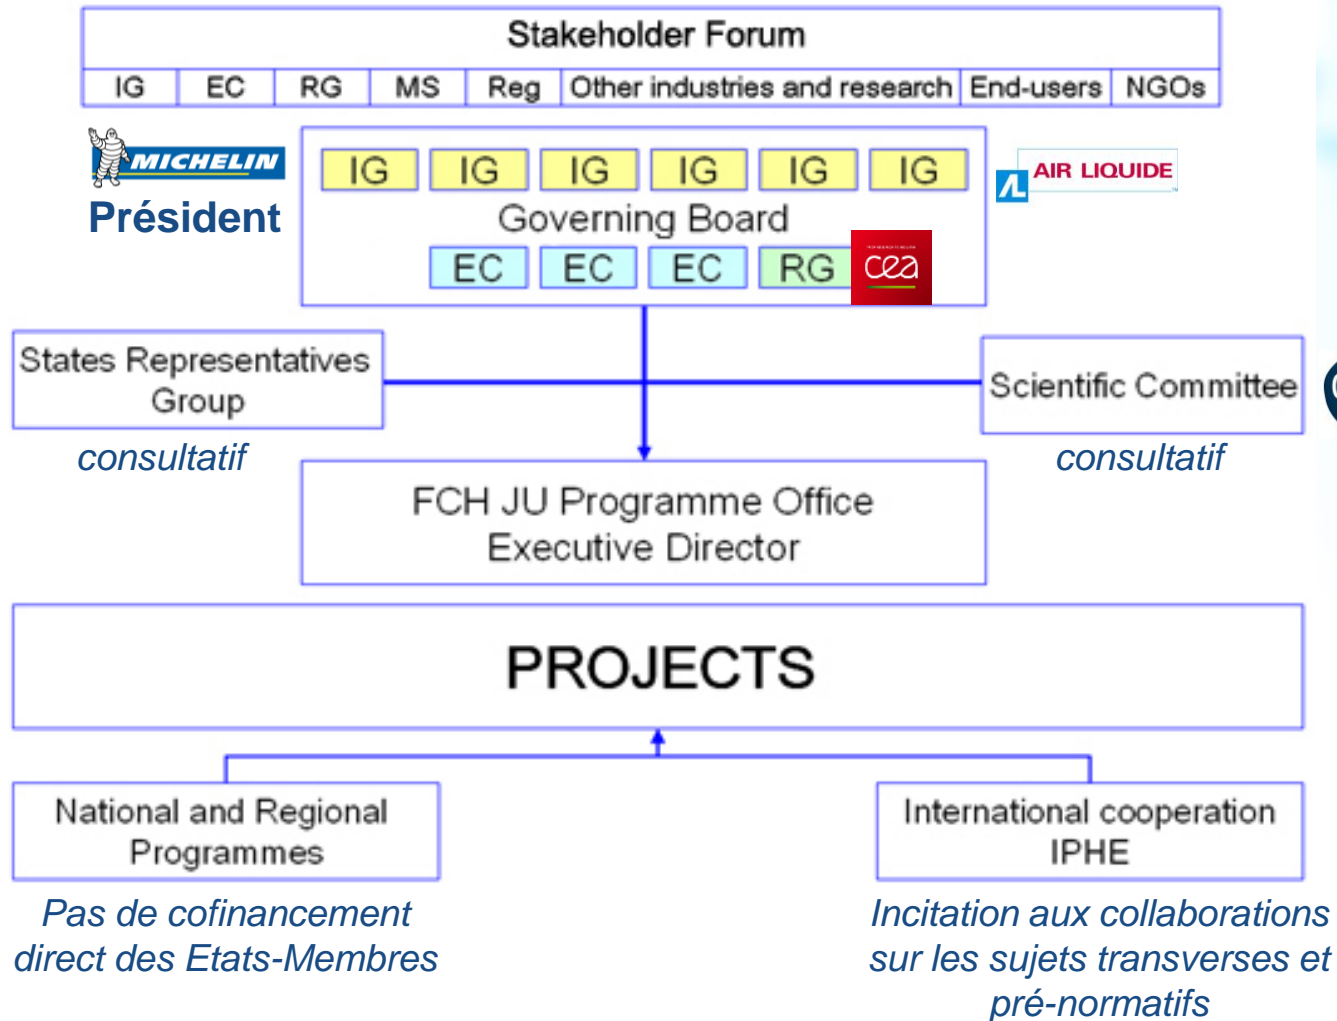 Stakeholder Forum
IG EC RG MS Reg Other industries and research End-users NGOs
MICHELIN
Président
IG IG IG IG IG IG
AIR LIQUIDE
Governing Board
EC EC EC RG cea
States Representatives
Group
consultatif
Scientific Committee
consultatif
FCH JU Programme Office
Executive Director
PROJECTS
National and Regional
Programmes
Pas de cofinancement
direct des Etats-Membres
International cooperation
IPHE
Incitation aux collaborations
sur les sujets transverses et
pré-normatifs